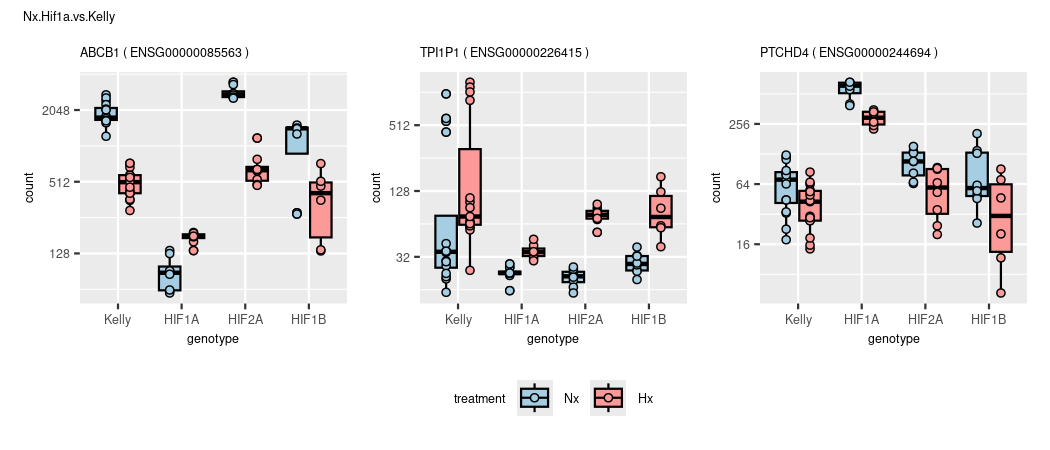 Nx.Hif1a.vs.Kelly
ABCB1 ( ENSG00000085563 )
TPI1P1 ( ENSG00000226415 )
PTCHD4 ( ENSG00000244694 )
count
2048
512
128
Kelly HIF1A HIF2A HIF1B
genotype
count
512
128
32
Kelly HIF1A HIF2A HIF1B
genotype
count
256
64
16
Kelly HIF1A HIF2A HIF1B
genotype
treatment Nx Hx